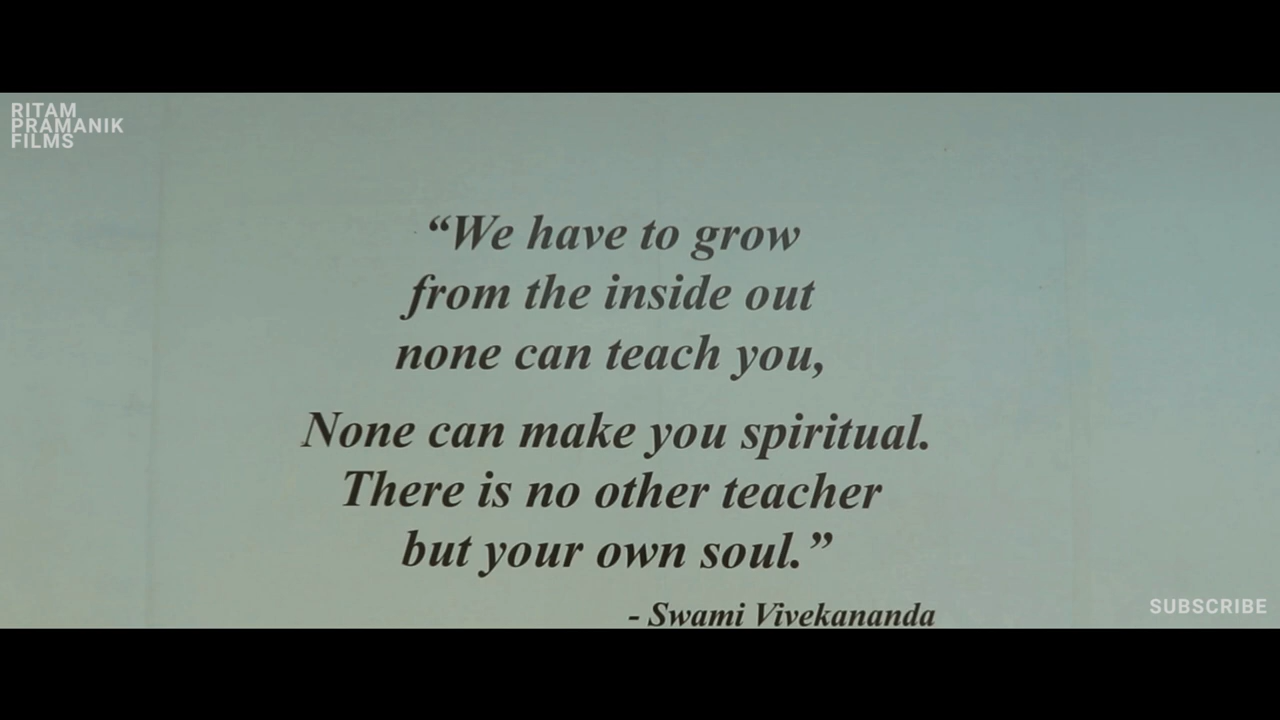 RITAM
PRAMANIK
FILMS
“We have to grow
from the inside out
none can teach you,
None can make you spiritual.
There is no other teacher
but your own soul.”
- Swami Vivekananda
SUBSCRIBE